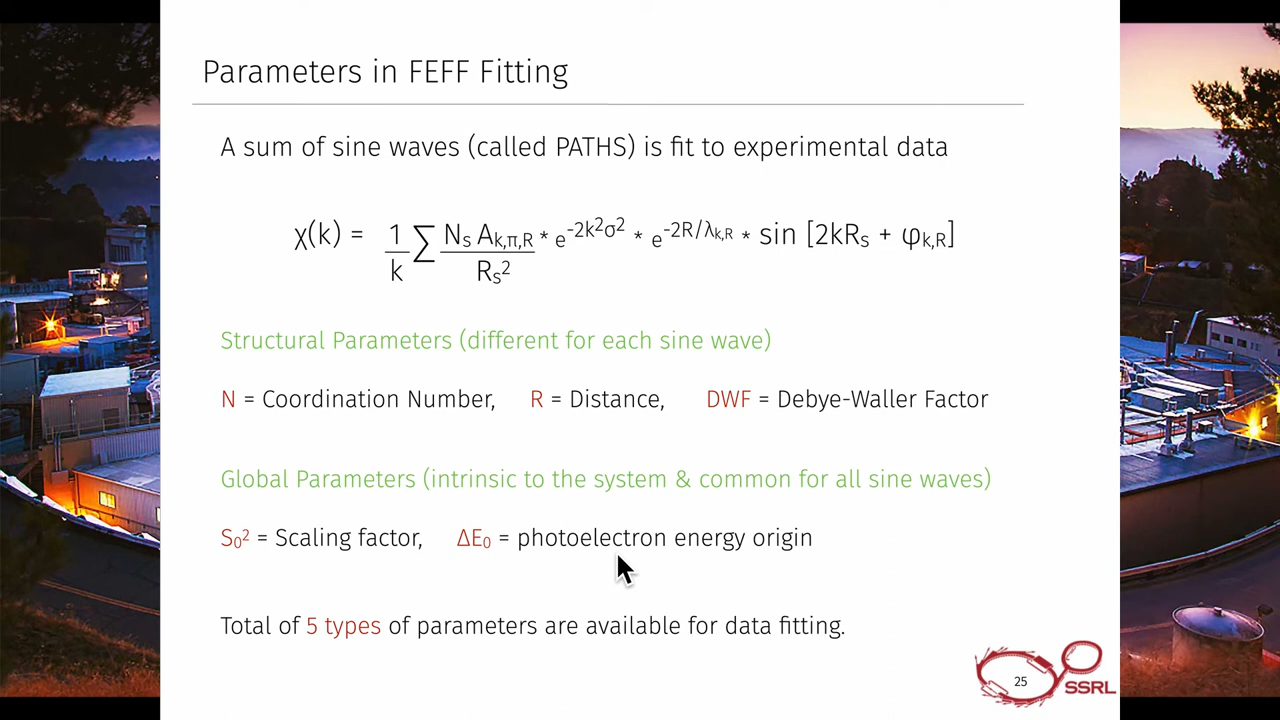 Parameters in FEFF Fitting
A sum of sine waves (called PATHS) is fit to experimental data
χ(k) = 1/k ∑ Nₛ Aₖ,π,R / Rₛ² * e^-2k²σ² * e^-2R/λk,R * sin [2kRₛ + φk,R]
Structural Parameters (different for each sine wave)
N = Coordination Number, R = Distance, DWF = Debye-Waller Factor
Global Parameters (intrinsic to the system & common for all sine waves)
S₀² = Scaling factor, ΔE₀ = photoelectron energy origin
Total of 5 types of parameters are available for data fitting.
25
SSRL